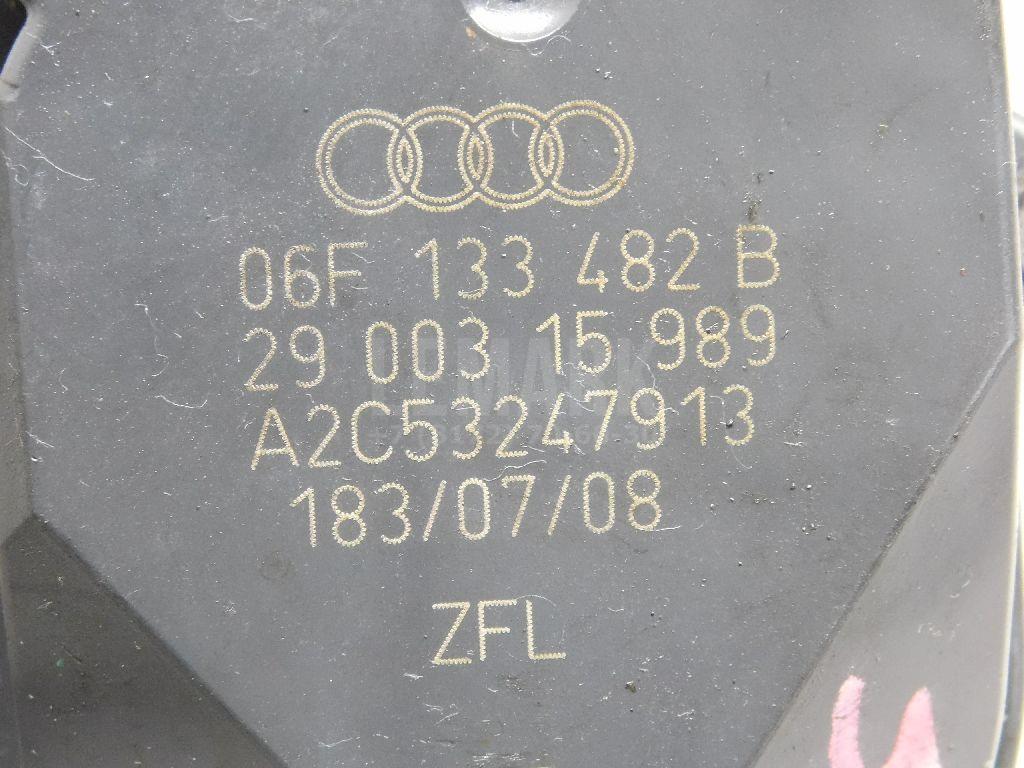 06F 133 482 B
29 003 15 989
A2C53247913
183/07/08
ZFL